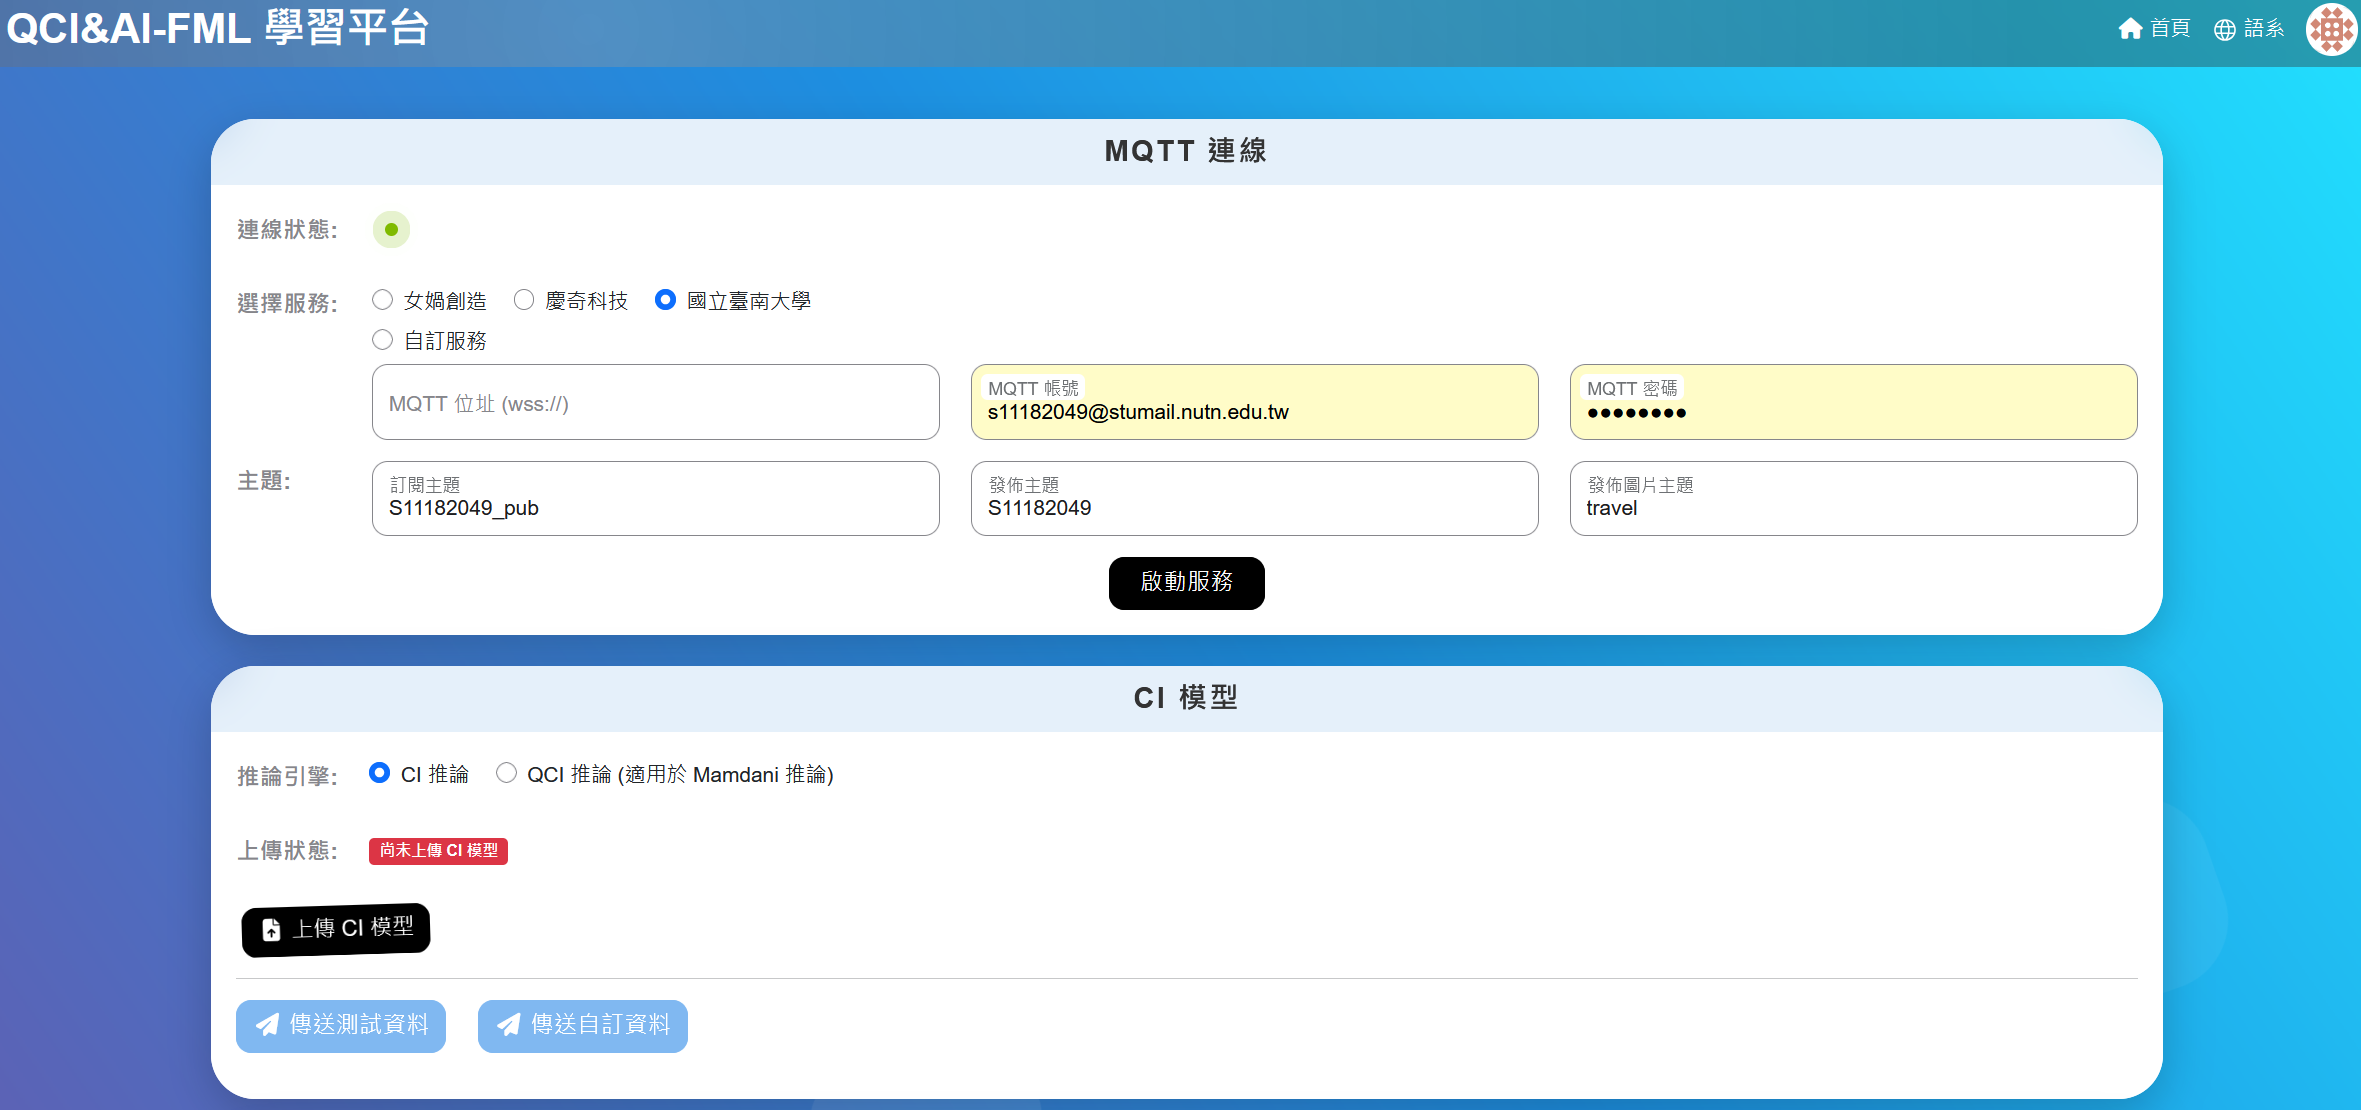 QCI&AI-FML 學習平台
首頁 語系
MQTT 連線
連線狀態:
選擇服務: 女媧創造 慶奇科技 國立臺南大學
自訂服務
MQTT 位址 (wss://)
MQTT 帳號
s11182049@stumail.nutn.edu.tw
MQTT 密碼
●●●●●●●●
主題:
訂閱主題
S11182049_pub
發佈主題
S11182049
發佈圖片主題
travel
啟動服務
CI 模型
推論引擎: CI 推論 QCI 推論 (適用於 Mamdani 推論)
上傳狀態: 尚未上傳 CI 模型
上傳 CI 模型
傳送測試資料 傳送自訂資料